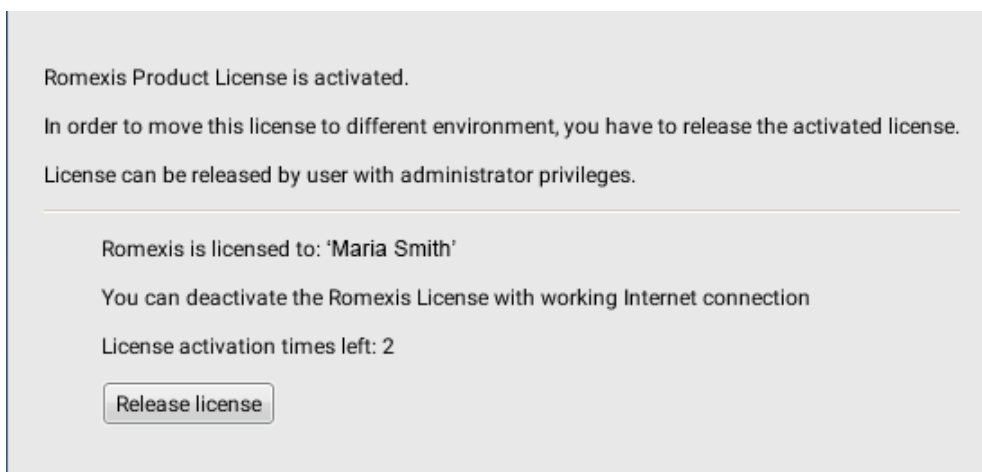 Romexis Product License is activated.
In order to move this license to different environment, you have to release the activated license.
License can be released by user with administrator privileges.
Romexis is licensed to: ‘Maria Smith’
You can deactivate the Romexis License with working Internet connection
License activation times left: 2
Release license